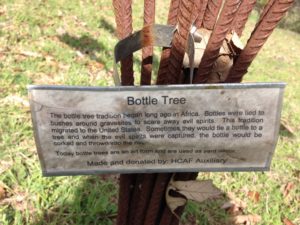 Bottle Tree
The bottle tree tradition began long ago in Africa. Bottles were tied to
bushes around gravesites to scare away evil spirits. This tradition
migrated to the United States. Sometimes they would tie a bottle to a
tree and when the evil spirits were captured, the bottle would be
corked and thrown into the river.
Today bottle trees are an art form and are used as yard décor.
Made and donated by: HCAF Auxiliary